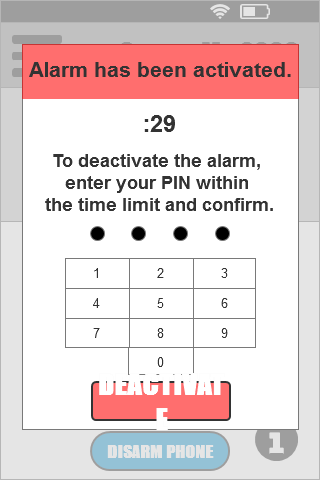 Alarm has been activated.
:29
To deactivate the alarm,
enter your PIN within
the time limit and confirm.
1 2 3
4 5 6
7 8 9
0
DEACTIVAT
E
1
DISARM PHONE